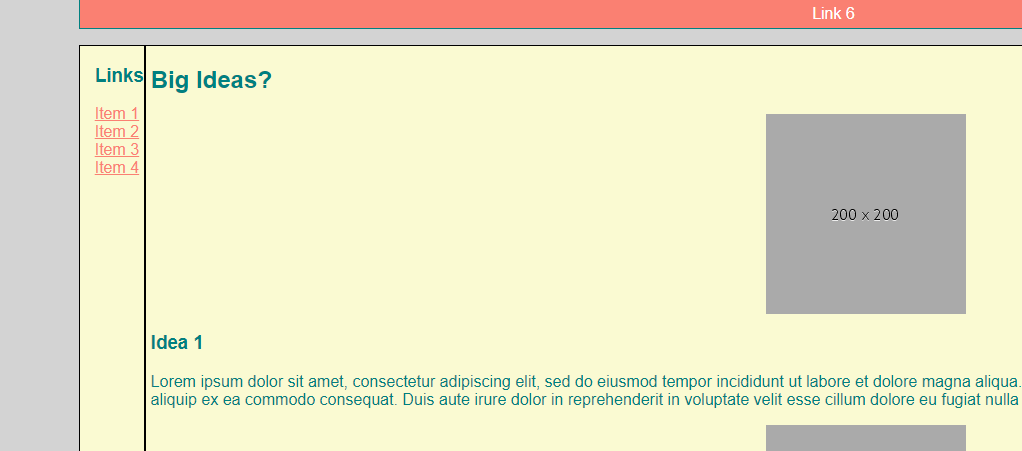 Link 6
Links
Item 1
Item 2
Item 3
Item 4
Big Ideas?
200 x 200
Idea 1
Lorem ipsum dolor sit amet, consectetur adipiscing elit, sed do eiusmod tempor incididunt ut labore et dolore magna aliqua.
aliquip ex ea commodo consequat. Duis aute irure dolor in reprehenderit in voluptate velit esse cillum dolore eu fugiat nulla